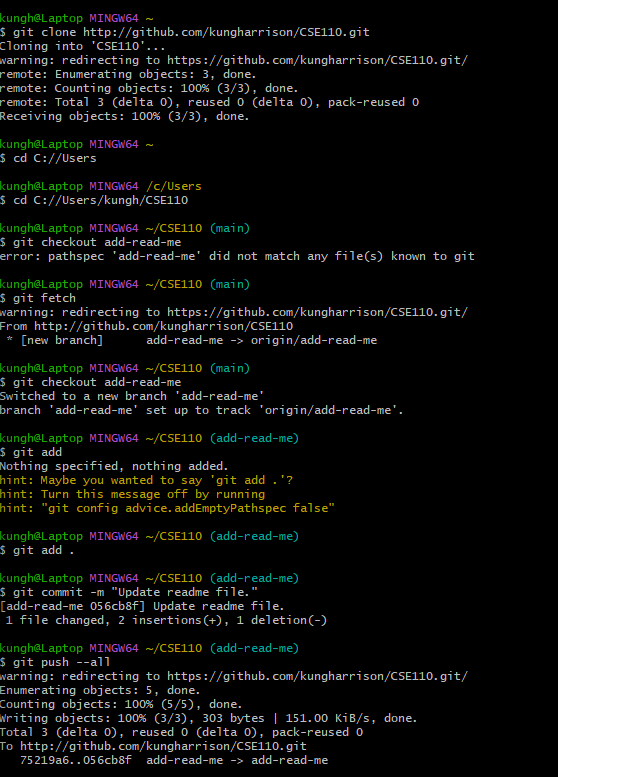 kungh@Laptop MINGW64 ~
$ git clone http://github.com/kungharrison/CSE110.git
Cloning into 'CSE110'...
warning: redirecting to https://github.com/kungharrison/CSE110.git/
remote: Enumerating objects: 3, done.
remote: Counting objects: 100% (3/3), done.
remote: Total 3 (delta 0), reused 0 (delta 0), pack-reused 0
Receiving objects: 100% (3/3), done.
kungh@Laptop MINGW64 ~
$ cd C://Users
kungh@Laptop MINGW64 /c/Users
$ cd C://Users/kungh/CSE110
kungh@Laptop MINGW64 ~/CSE110 (main)
$ git checkout add-read-me
error: pathspec 'add-read-me' did not match any file(s) known to git
kungh@Laptop MINGW64 ~/CSE110 (main)
$ git fetch
warning: redirecting to https://github.com/kungharrison/CSE110.git/
From http://github.com/kungharrison/CSE110
 * [new branch]      add-read-me -> origin/add-read-me
kungh@Laptop MINGW64 ~/CSE110 (main)
$ git checkout add-read-me
Switched to a new branch 'add-read-me'
branch 'add-read-me' set up to track 'origin/add-read-me'.
kungh@Laptop MINGW64 ~/CSE110 (add-read-me)
$ git add
Nothing specified, nothing added.
hint: Maybe you wanted to say 'git add .'?
hint: Turn this message off by running
hint: "git config advice.addEmptyPathspec false"
kungh@Laptop MINGW64 ~/CSE110 (add-read-me)
$ git add .
kungh@Laptop MINGW64 ~/CSE110 (add-read-me)
$ git commit -m "Update readme file."
[add-read-me 056cb8f] Update readme file.
 1 file changed, 2 insertions(+), 1 deletion(-)
kungh@Laptop MINGW64 ~/CSE110 (add-read-me)
$ git push --all
warning: redirecting to https://github.com/kungharrison/CSE110.git/
Enumerating objects: 5, done.
Counting objects: 100% (5/5), done.
Writing objects: 100% (3/3), 303 bytes | 151.00 KiB/s, done.
Total 3 (delta 0), reused 0 (delta 0), pack-reused 0
To http://github.com/kungharrison/CSE110.git
   75219a6..056cb8f  add-read-me -> add-read-me